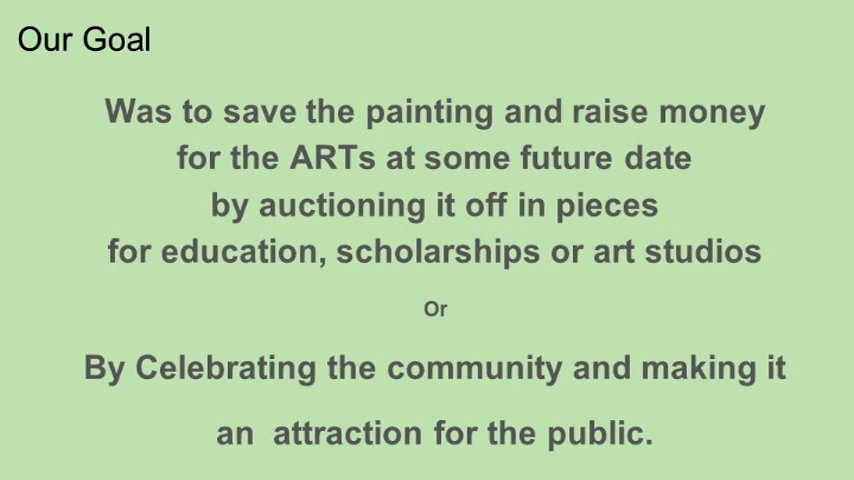 Our Goal
Was to save the painting and raise money
for the ARTs at some future date
by auctioning it off in pieces
for education, scholarships or art studios
Or
By Celebrating the community and making it
an  attraction for the public.